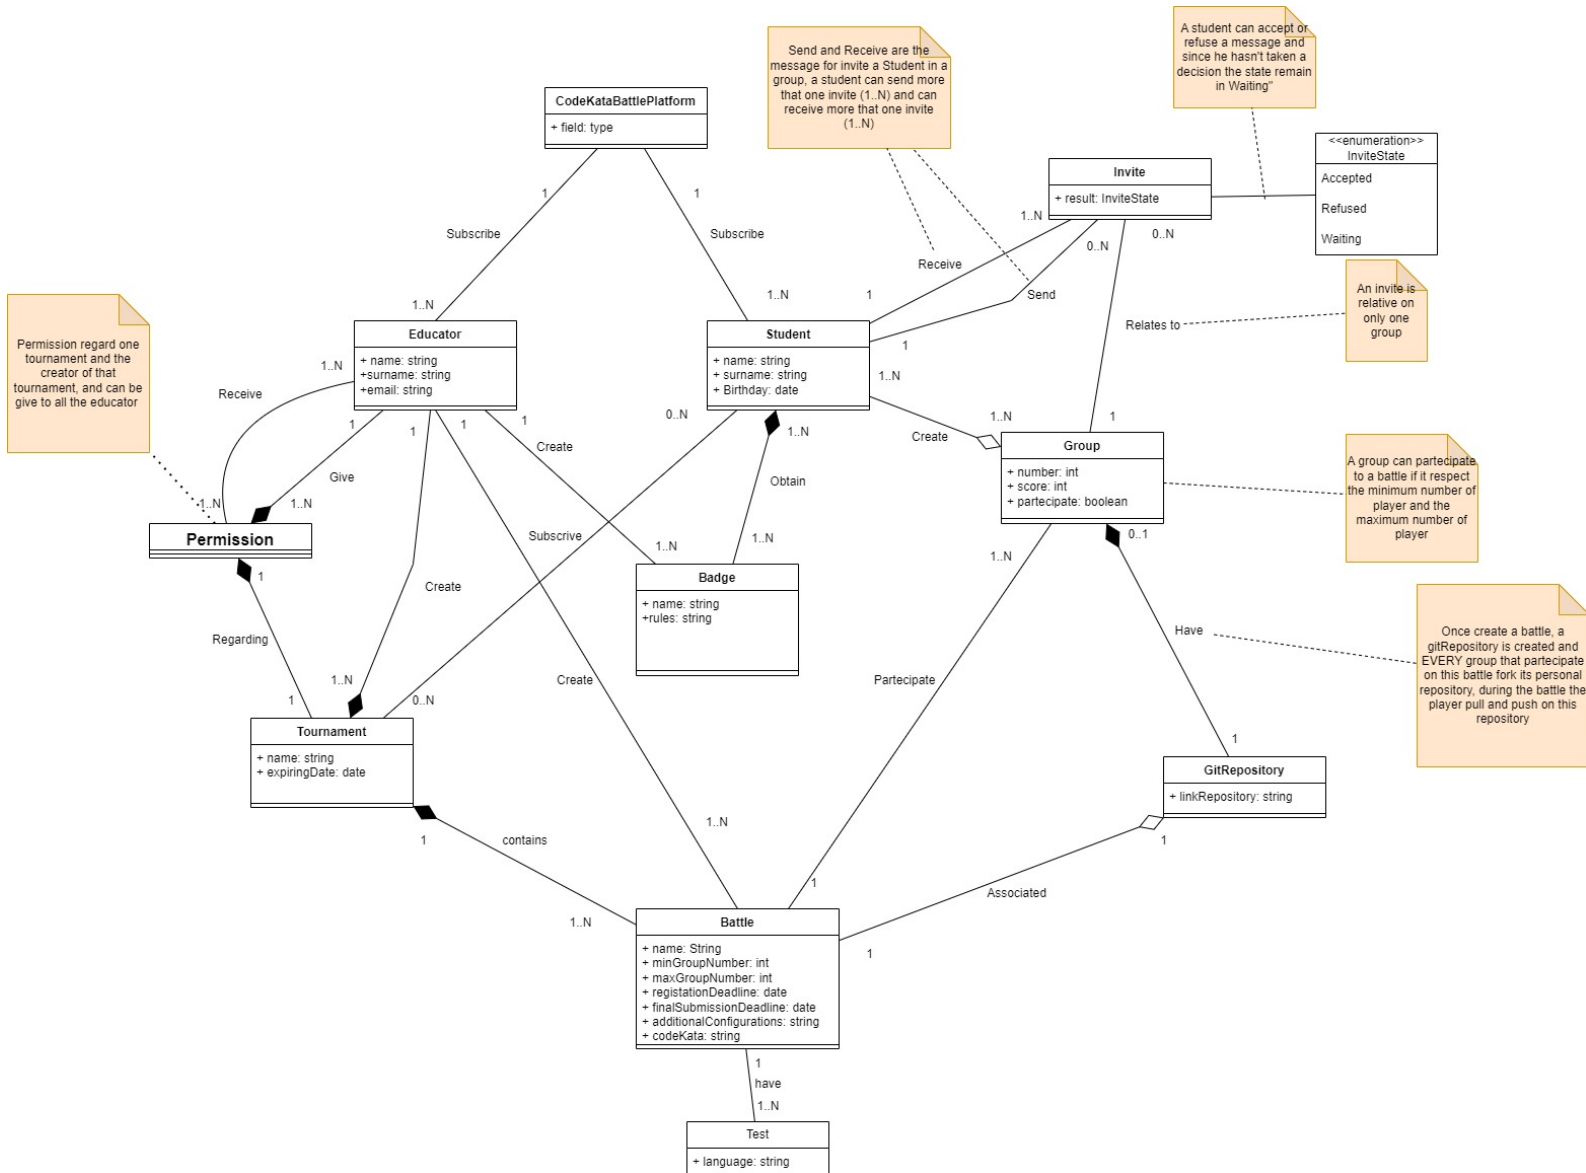 A student can accept or
refuse a message and
since he hasn't taken a
decision the state remain
in Waiting"
Send and Receive are the
message for invite a Student in a
group, a student can send more
that one invite (1..N) and can
receive more that one invite
(1..N)
CodeKataBattlePlatform
+ field: type
<<enumeration>>
InviteState
Accepted
Refused
Waiting
Invite
+ result: InviteState
1
1
1..N
0..N
0..N
Subscribe
Subscribe
Receive
Send
An invite is
relative on
only one
group
Relates to
1
1
1..N
1..N
Permission regard one
tournament and the
creator of that
tournament, and can be
give to all the educator
Educator
+ name: string
+surname: string
+email: string
Student
+ name: string
+ surname: string
+ Birthday: date
1..N
1..N
Receive
1
1
1
1
0..N
1..N
1..N
1
Create
Create
Group
+ number: int
+ score: int
+ partecipate: boolean
A group can partecipate
to a battle if it respect
the minimum number of
player and the
maximum number of
player
Give
Obtain
1..N
1..N
Permission
Subscrive
0..1
1..N
1..N
1..N
1
Create
Badge
+ name: string
+rules: string
Regarding
Have
Once create a battle, a
gitRepository is created and
EVERY group that partecipate
on this battle fork its personal
repository, during the battle the
player pull and push on this
repository
1..N
Create
Partecipate
1
0..N
Tournament
+ name: string
+ expiringDate: date
1
GitRepository
+ linkRepository: string
1
contains
1..N
1
1
Associated
1..N
1
Battle
+ name: String
+ minGroupNumber: int
+ maxGroupNumber: int
+ registationDeadline: date
+ finalSubmissionDeadline: date
+ additionalConfigurations: string
+ codeKata: string
1
have
1..N
Test
+ language: string